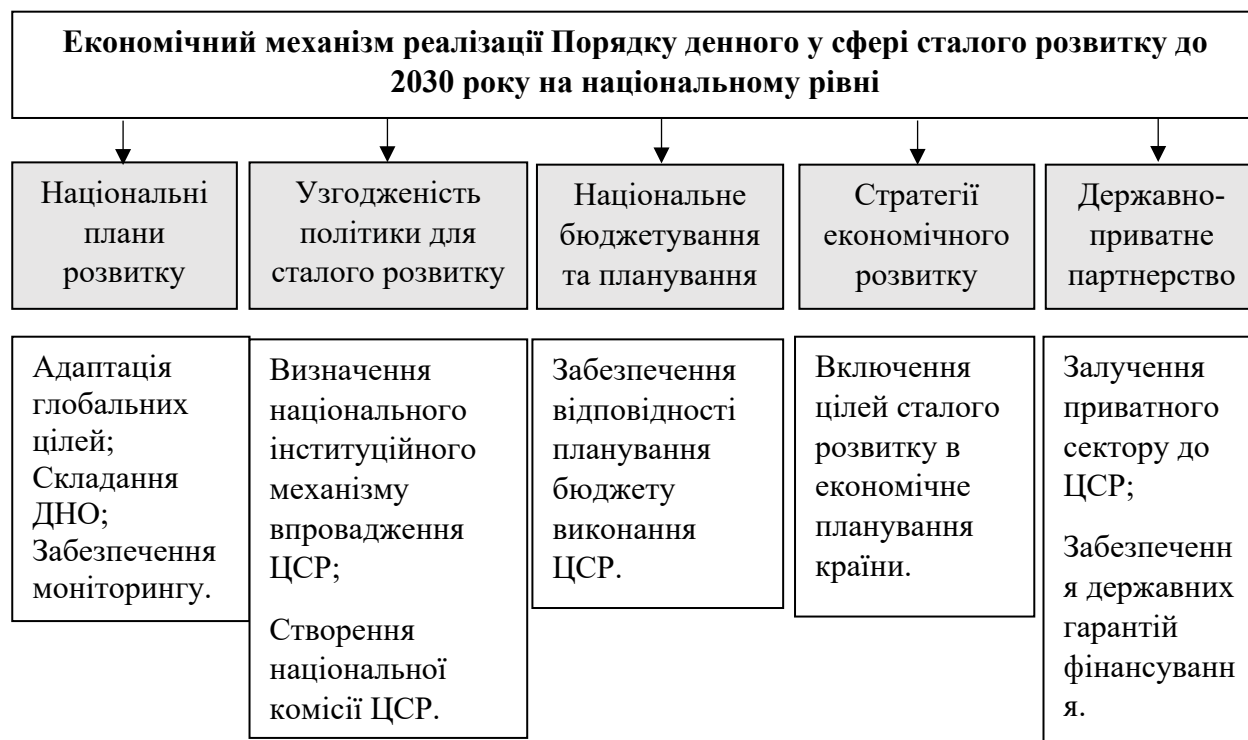 Економічний механізм реалізації Порядку денного у сфері сталого розвитку до
2030 року на національному рівні
Національні
плани
розвитку
Узгодженість
політики для
сталого розвитку
Національне
бюджетування
та планування
Стратегії
економічного
розвитку
Державно-
приватне
партнерство
Адаптація
глобальних
цілей;
Складання
ДНО;
Забезпечення
моніторингу.
Визначення
національного
інституційного
механізму
впровадження
ЦСР;
Створення
національної
комісії ЦСР.
Забезпечення
відповідності
планування
бюджету
виконання
ЦСР.
Включення
цілей сталого
розвитку в
економічне
планування
країни.
Залучення
приватного
сектору до
ЦСР;
Забезпеченн
я державних
гарантій
фінансуванн
я.